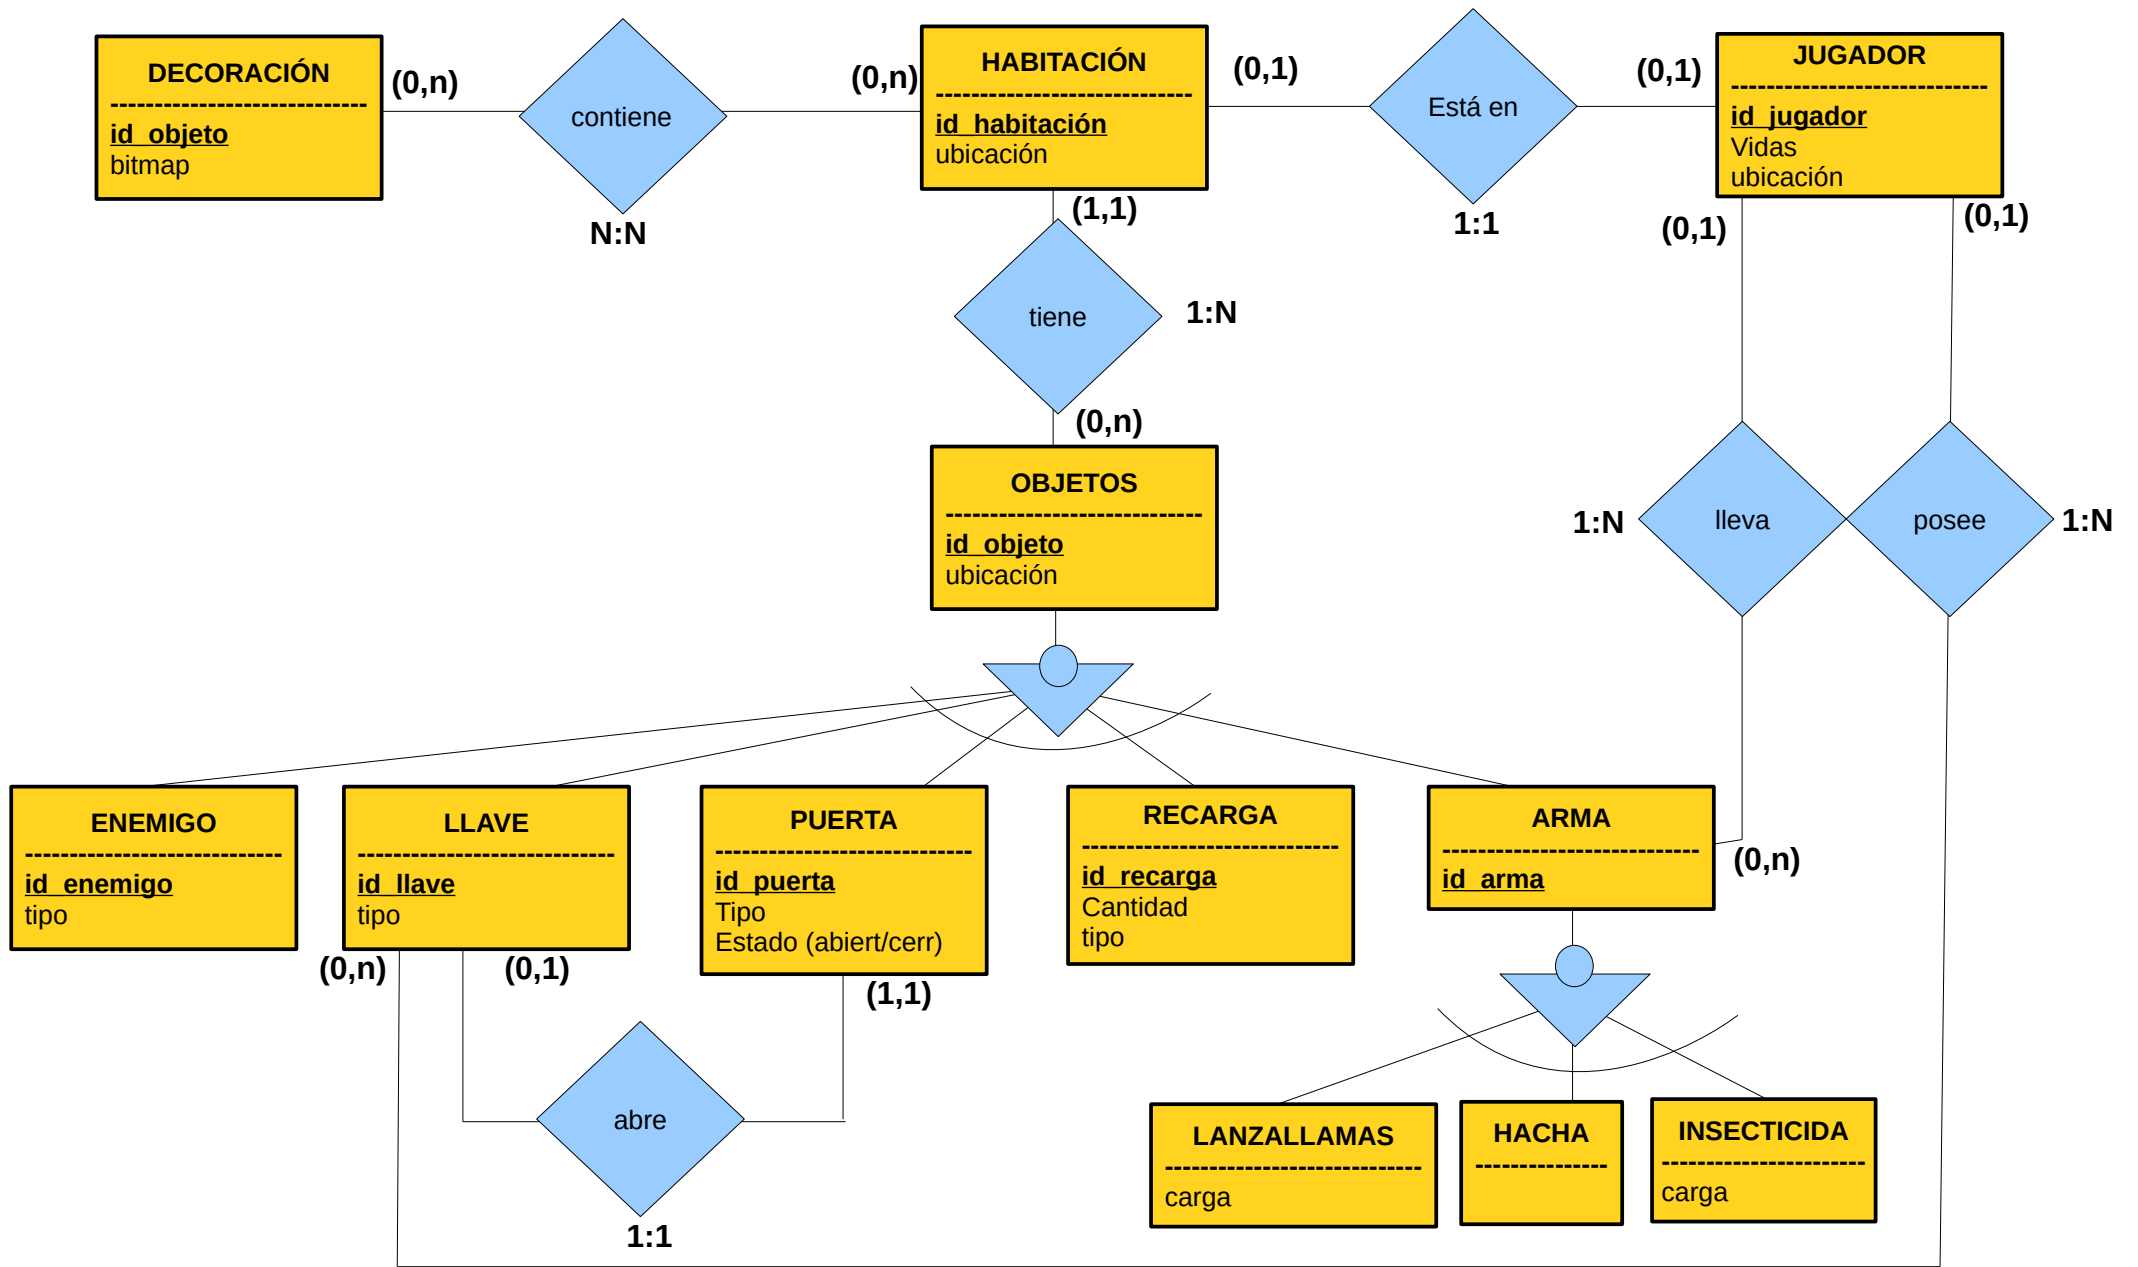 DECORACIÓN
-----------------------------
id_objeto
bitmap
(0,n)
contiene
N:N
(0,n)
HABITACIÓN
-----------------------------
id_habitación
ubicación
(0,1)
Está en
1:1
(0,1)
JUGADOR
-----------------------------
id_jugador
Vidas
ubicación
(1,1)
(0,1)
(0,1)
tiene
1:N
(0,n)
OBJETOS
-----------------------------
id_objeto
ubicación
1:N
lleva
posee
1:N
ENEMIGO
-----------------------------
id_enemigo
tipo
LLAVE
-----------------------------
id_llave
tipo
PUERTA
-----------------------------
id_puerta
Tipo
Estado (abiert/cerr)
RECARGA
-----------------------------
id_recarga
Cantidad
tipo
ARMA
-----------------------------
id_arma
(0,n)
(0,n)
(0,1)
(1,1)
abre
1:1
LANZALLAMAS
-----------------------------
carga
HACHA
---------------
INSECTICIDA
-----------------------
carga